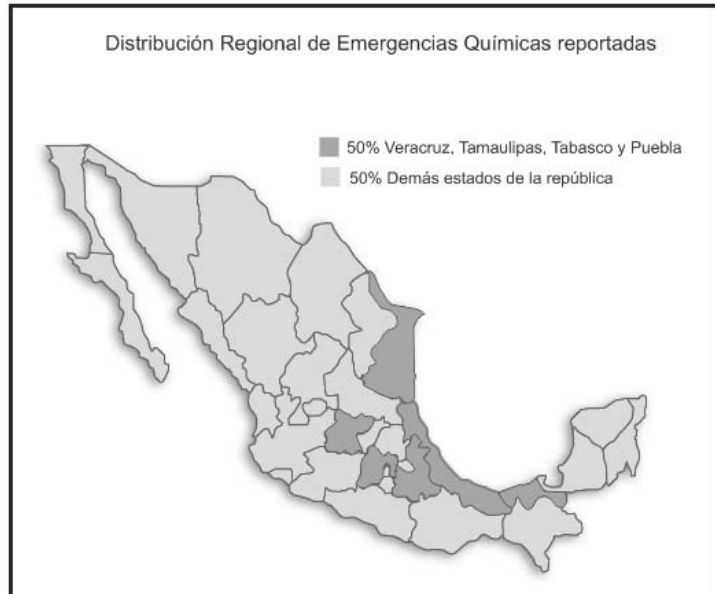 Distribución Regional de Emergencias Químicas reportadas
50% Veracruz, Tamaulipas, Tabasco y Puebla
50% Demás estados de la república